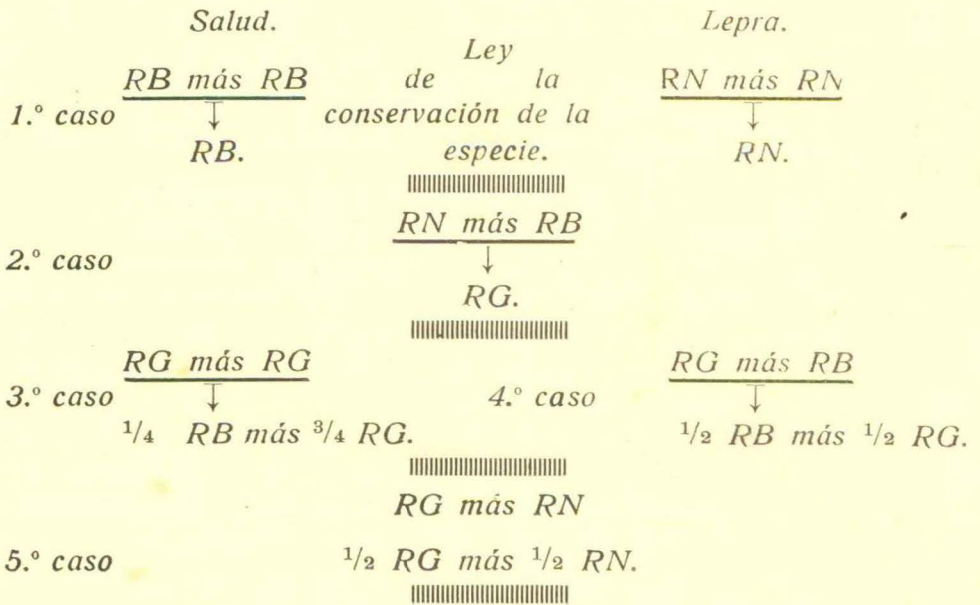 Salud.
Lepra.
Ley
de la
conservación de la
especie.
1.º caso
RB más RB
RB.
RN más RN
RN.
2.º caso
RN más RB
RG.
3.º caso
RG más RG
¹/₄ RB más ³/₄ RG.
4.º caso
RG más RB
¹/₂ RB más ¹/₂ RG.
RG más RN
5.º caso
¹/₂ RG más ¹/₂ RN.